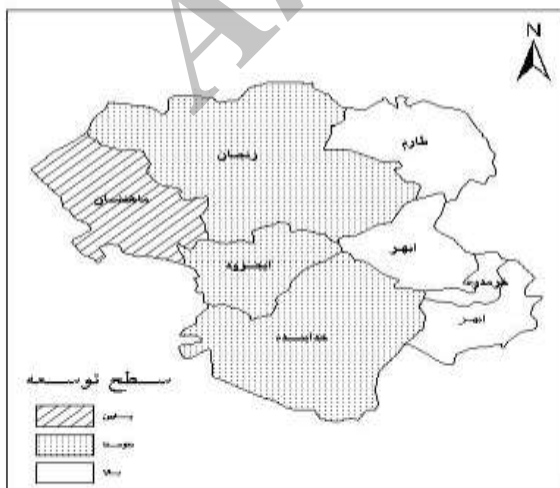 N
طارم
زنجان
ماهنشان
ابهر
ایجرود
خرمدره
ابهر
خدابنده
سطح توسعه
پایین
متوسط
بالا